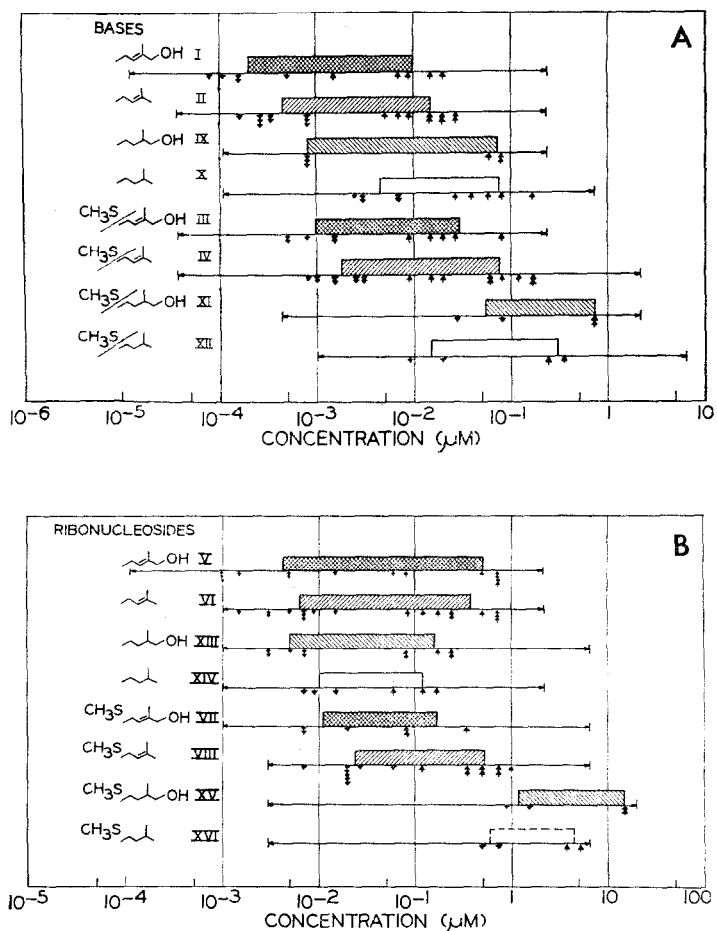 BASES
A
OH I
II
OH IX
X
CH3S OH III
CH3S IV
CH3S OH XI
CH3S XII
10-6 10-5 10-4 10-3 10-2 10-1 1 10
CONCENTRATION (μM)
RIBONUCLEOSIDES
B
OH V
VI
OH XIII
XIV
CH3S OH VII
CH3S VIII
CH3S OH XV
CH3S XVI
10-5 10-4 10-3 10-2 10-1 1 10 100
CONCENTRATION (μM)